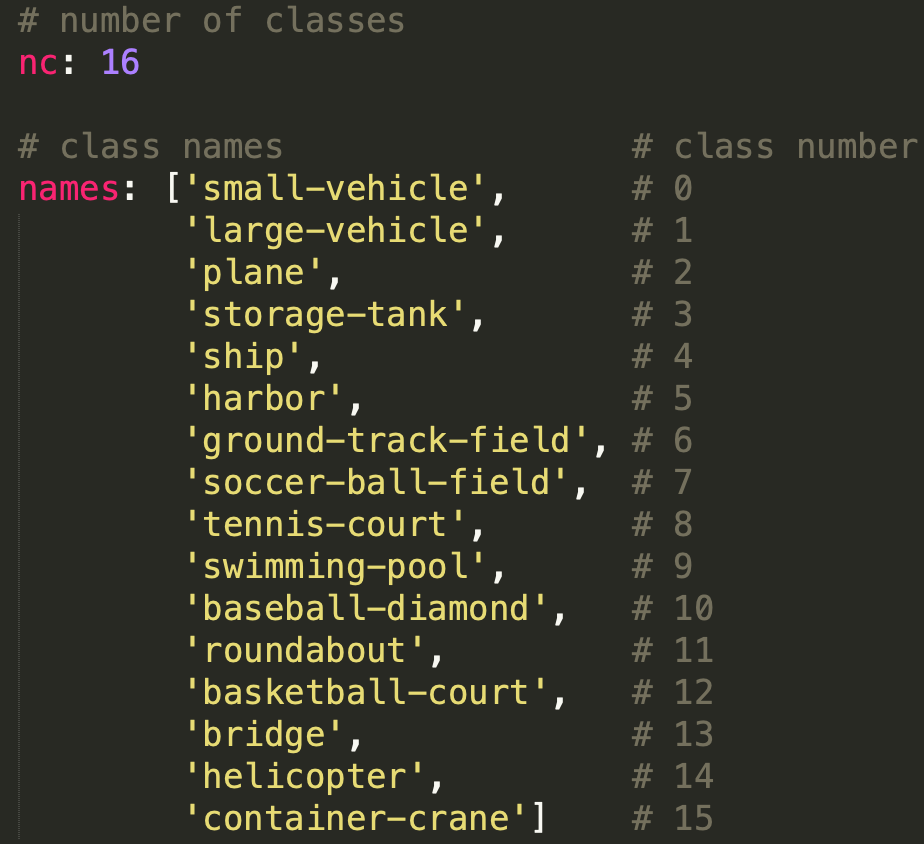 # number of classes
nc: 16
# class names # class number
names: ['small-vehicle', # 0
'large-vehicle', # 1
'plane', # 2
'storage-tank', # 3
'ship', # 4
'harbor', # 5
'ground-track-field', # 6
'soccer-ball-field', # 7
'tennis-court', # 8
'swimming-pool', # 9
'baseball-diamond', # 10
'roundabout', # 11
'basketball-court', # 12
'bridge', # 13
'helicopter', # 14
'container-crane'] # 15